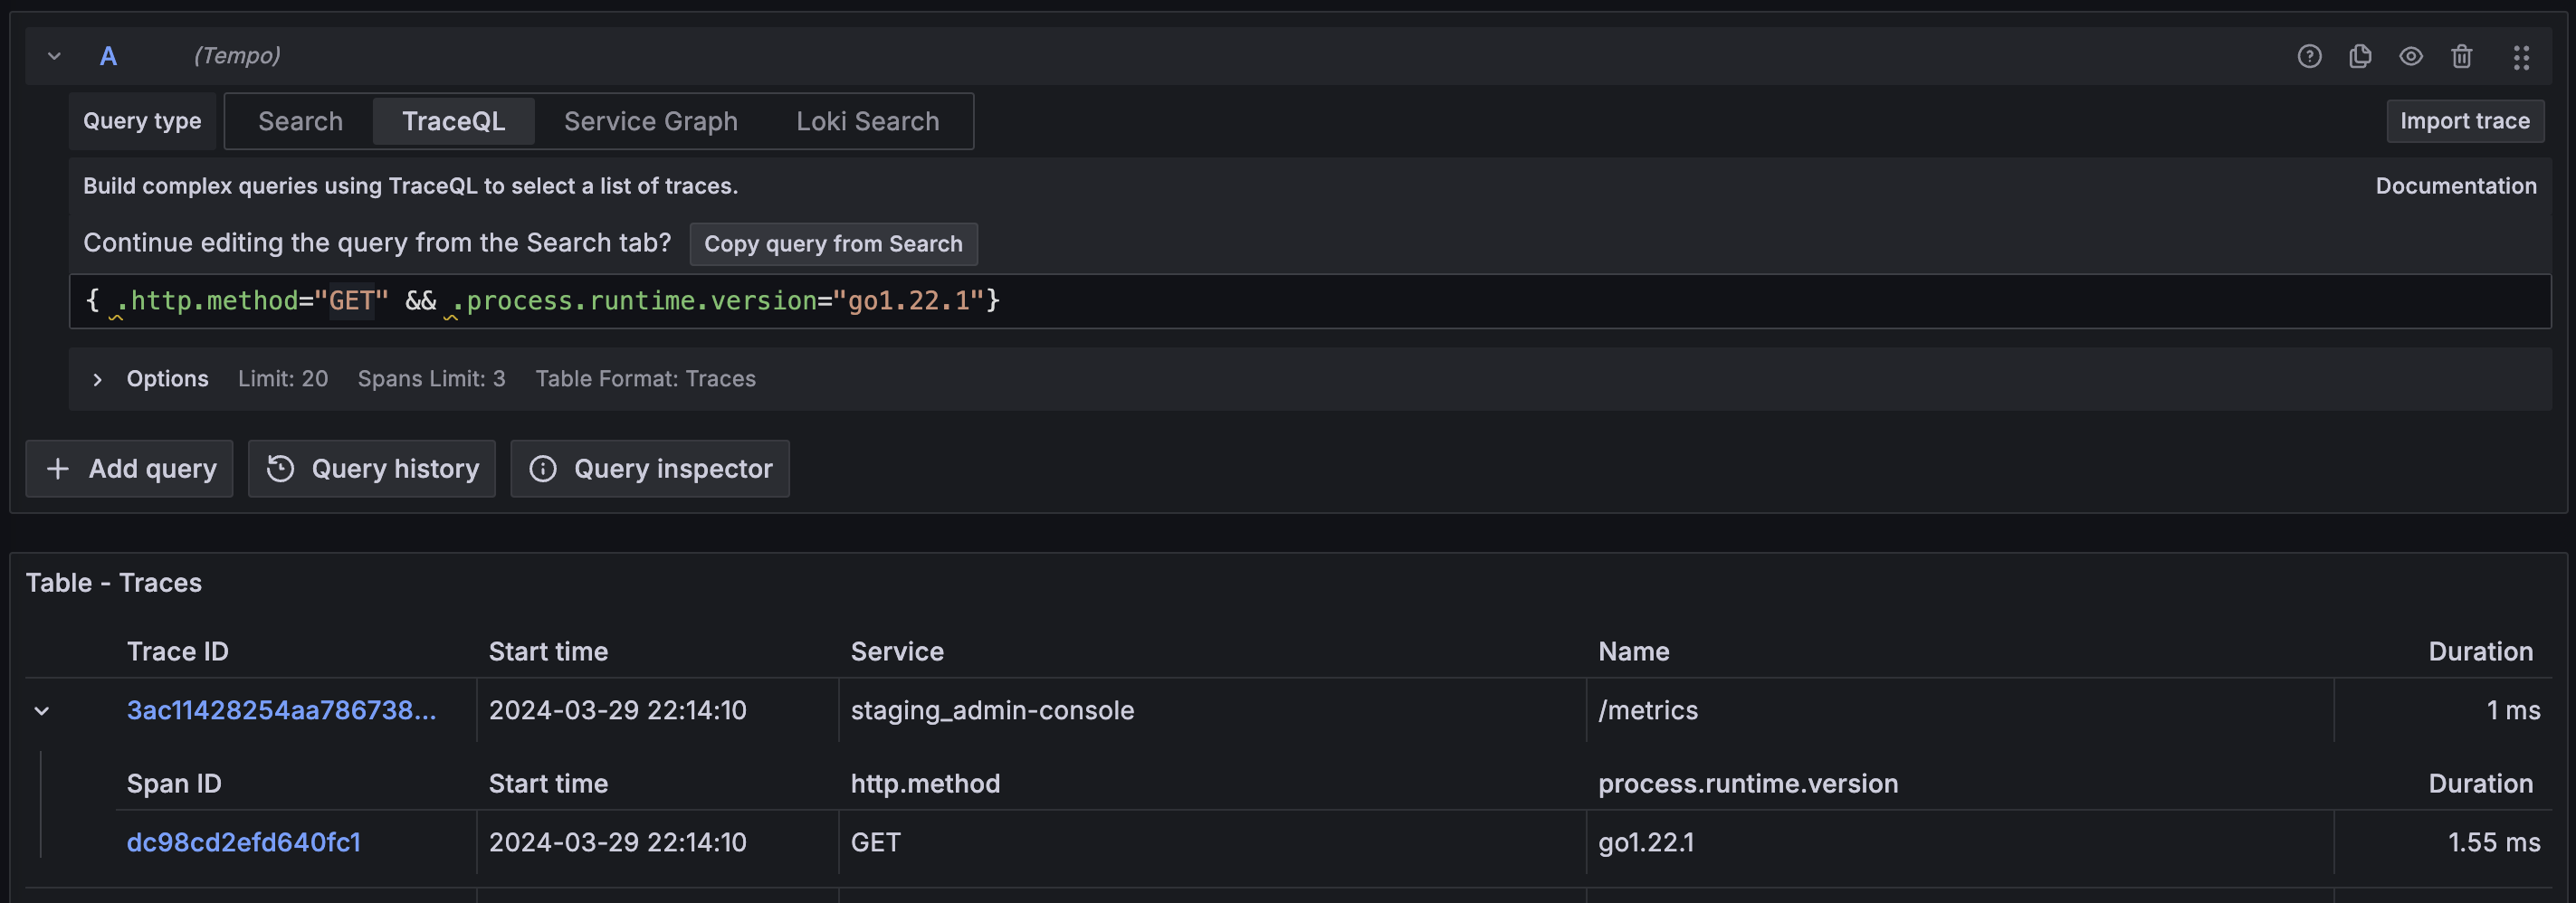 A (Tempo)
Query type Search TraceQL Service Graph Loki Search Import trace
Build complex queries using TraceQL to select a list of traces. Documentation
Continue editing the query from the Search tab? Copy query from Search
{ .http.method="GET" && .process.runtime.version="go1.22.1"}
Options Limit: 20 Spans Limit: 3 Table Format: Traces
Add query Query history Query inspector
Table - Traces
Trace ID Start time Service Name Duration
3ac11428254aa786738... 2024-03-29 22:14:10 staging_admin-console /metrics 1 ms
Span ID Start time http.method process.runtime.version Duration
dc98cd2efd640fc1 2024-03-29 22:14:10 GET go1.22.1 1.55 ms